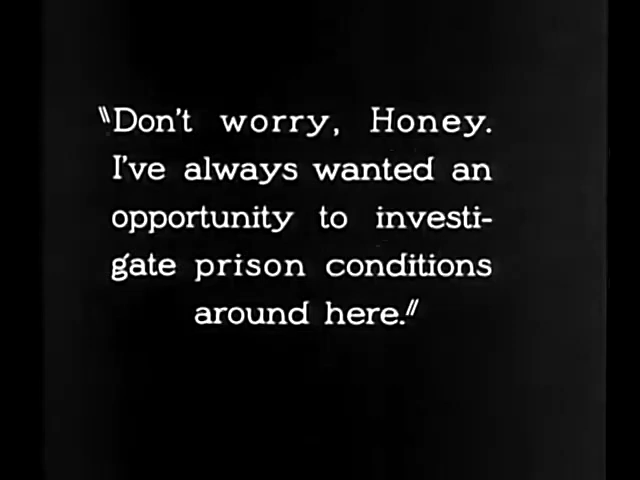 "Don't worry, Honey.
I've always wanted an
opportunity to investi-
gate prison conditions
around here."